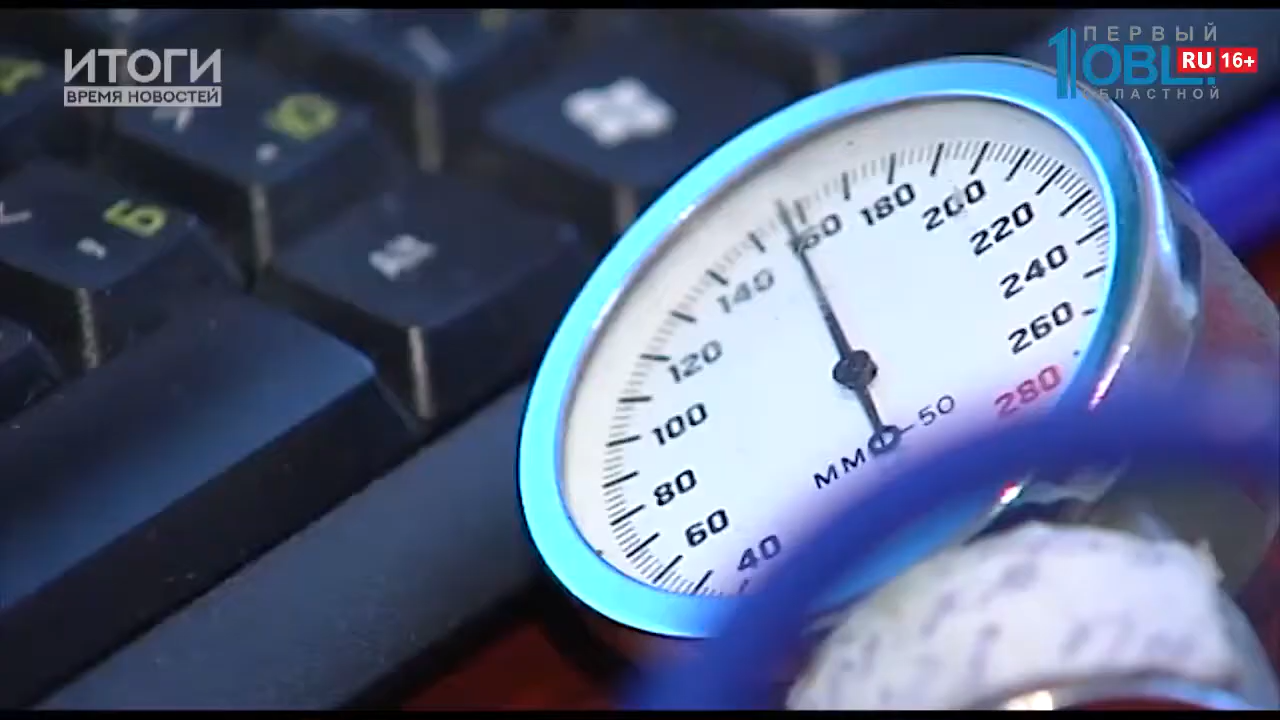 ИТОГИ
ВРЕМЯ НОВОСТЕЙ
ПЕРВЫЙ
1OBL.
RU 16+
ОБЛАСТНОЙ
Ю
Б
,
Alt
40
60
80
100
120
140
160
180
200
220
240
260
280
50